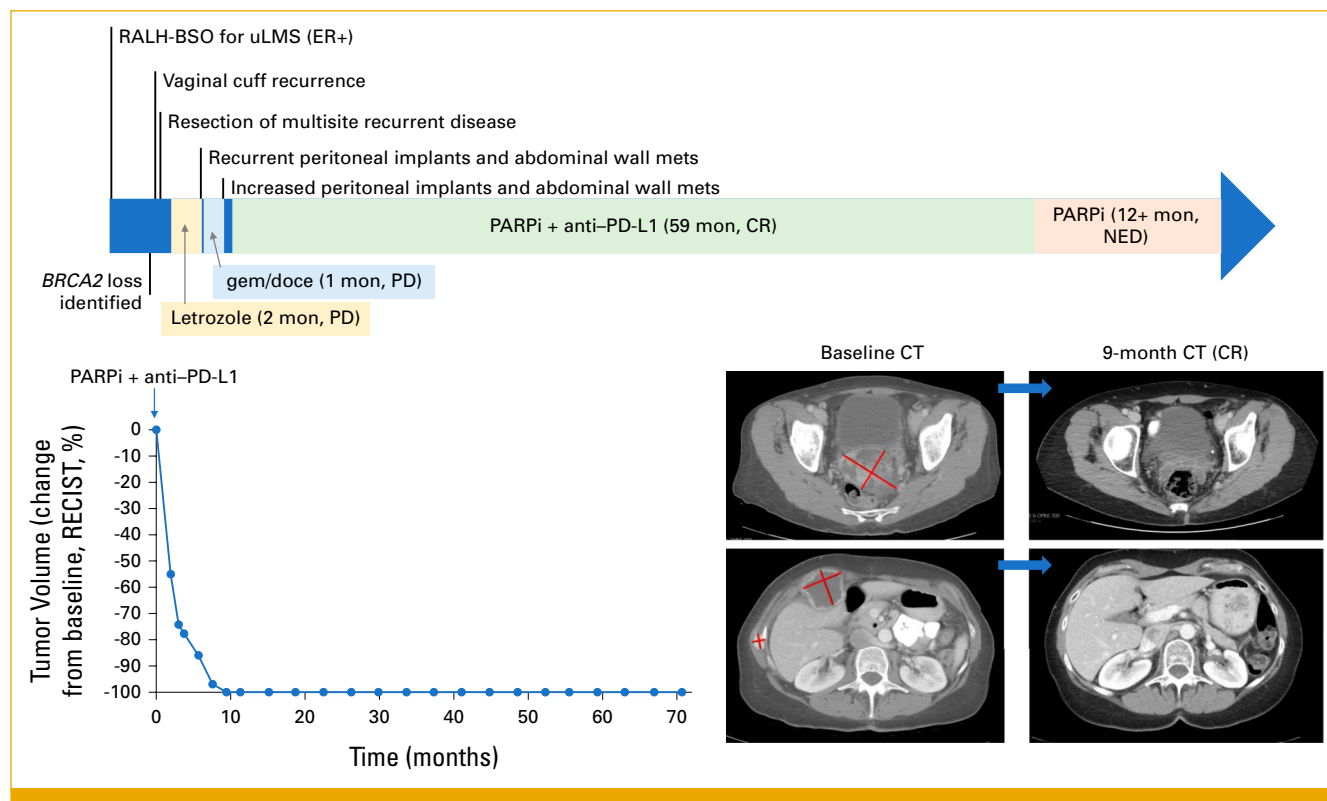 RALH-BSO for uLMS (ER+)
Vaginal cuff recurrence
Resection of multisite recurrent disease
Recurrent peritoneal implants and abdominal wall mets
Increased peritoneal implants and abdominal wall mets
PARPi + anti–PD-L1 (59 mon, CR)
PARPi (12+ mon,
NED)
BRCA2 loss
identified
gem/doce (1 mon, PD)
Letrozole (2 mon, PD)
PARPi + anti–PD-L1
Tumor Volume (change
from baseline, RECIST, %)
0
-10
-20
-30
-40
-50
-60
-70
-80
-90
-100
0 10 20 30 40 50 60 70
Time (months)
Baseline CT
9-month CT (CR)